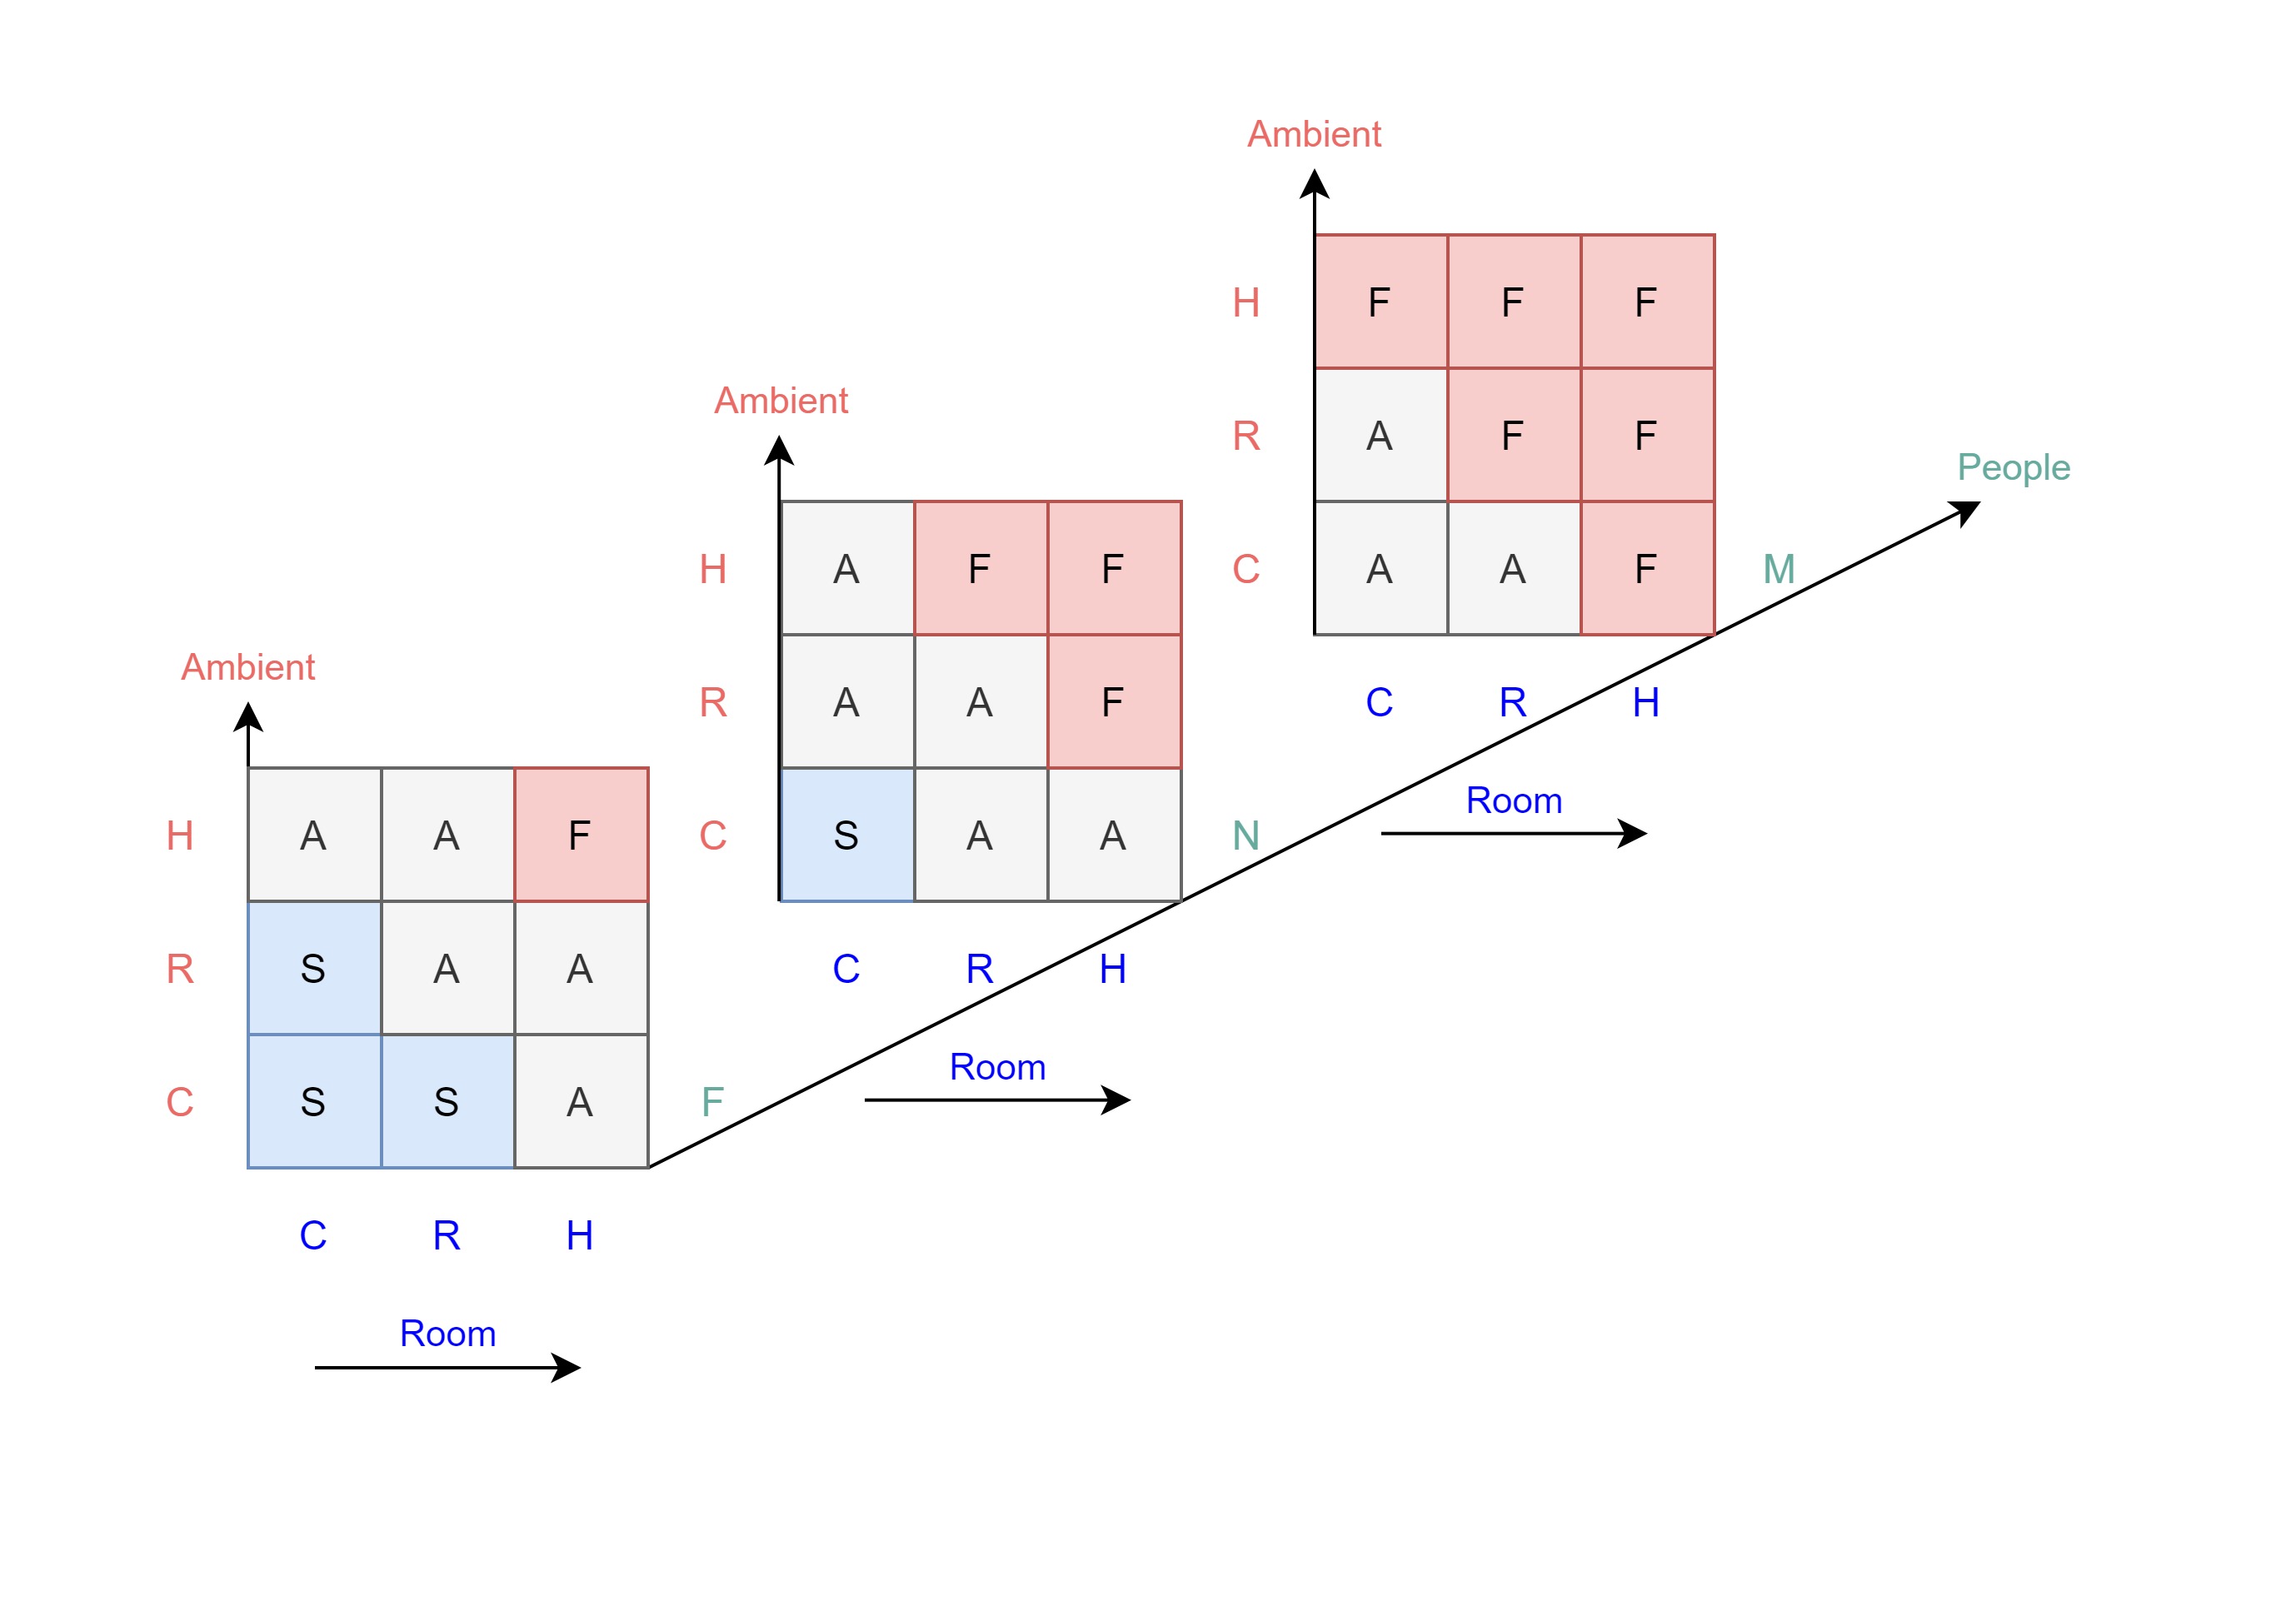 Ambient
H F F F
R A F F
C A A F M
C R H
Room
People
Ambient
H A F F
R A A F
C S A A N
C R H
Room
Ambient
H A A F
R S A A
C S S A F
C R H
Room